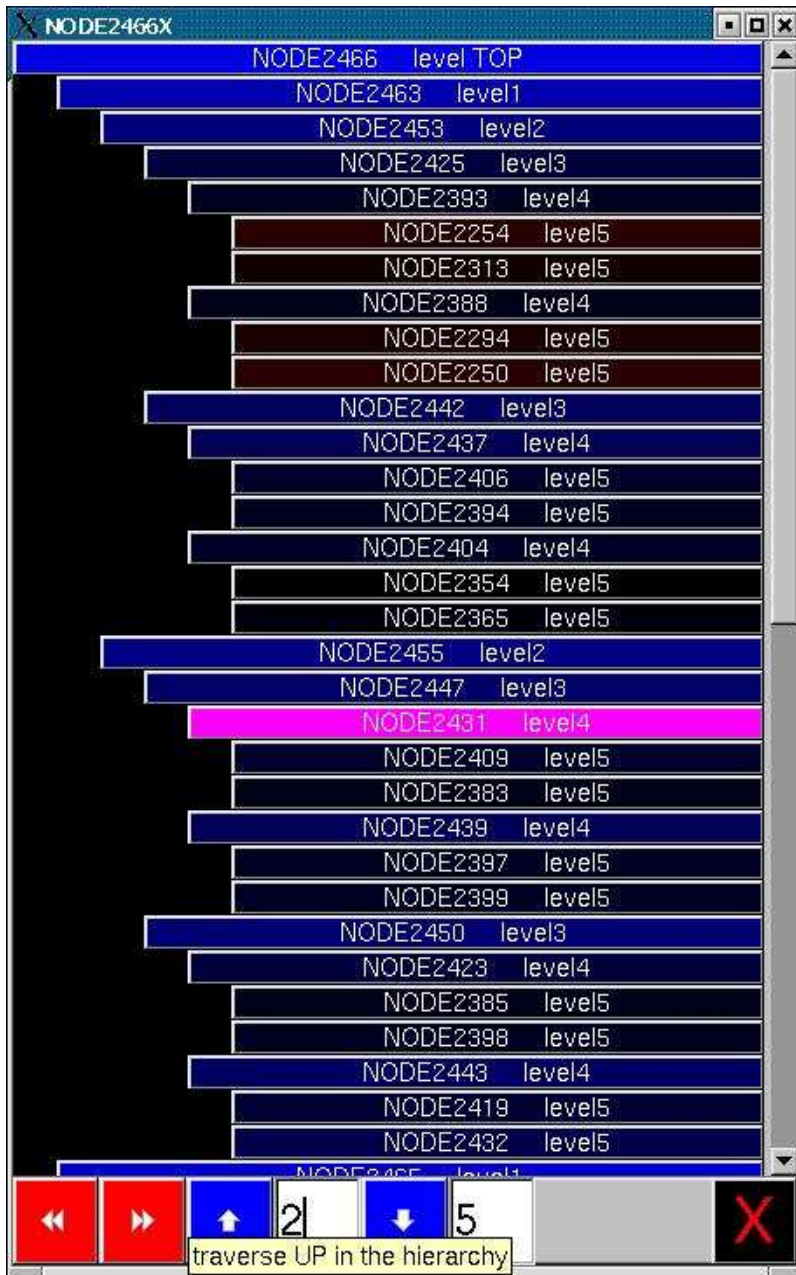 NODE2466X
NODE2466 level TOP
NODE2463 level1
NODE2453 level2
NODE2425 level3
NODE2393 level4
NODE2254 level5
NODE2313 level5
NODE2388 level4
NODE2294 level5
NODE2250 level5
NODE2442 level3
NODE2437 level4
NODE2406 level5
NODE2394 level5
NODE2404 level4
NODE2354 level5
NODE2365 level5
NODE2455 level2
NODE2447 level3
NODE2431 level4
NODE2409 level5
NODE2383 level5
NODE2439 level4
NODE2397 level5
NODE2399 level5
NODE2450 level3
NODE2423 level4
NODE2385 level5
NODE2398 level5
NODE2443 level4
NODE2419 level5
NODE2432 level5
NODE2465 level1
2 5 X
traverse UP in the hierarchy